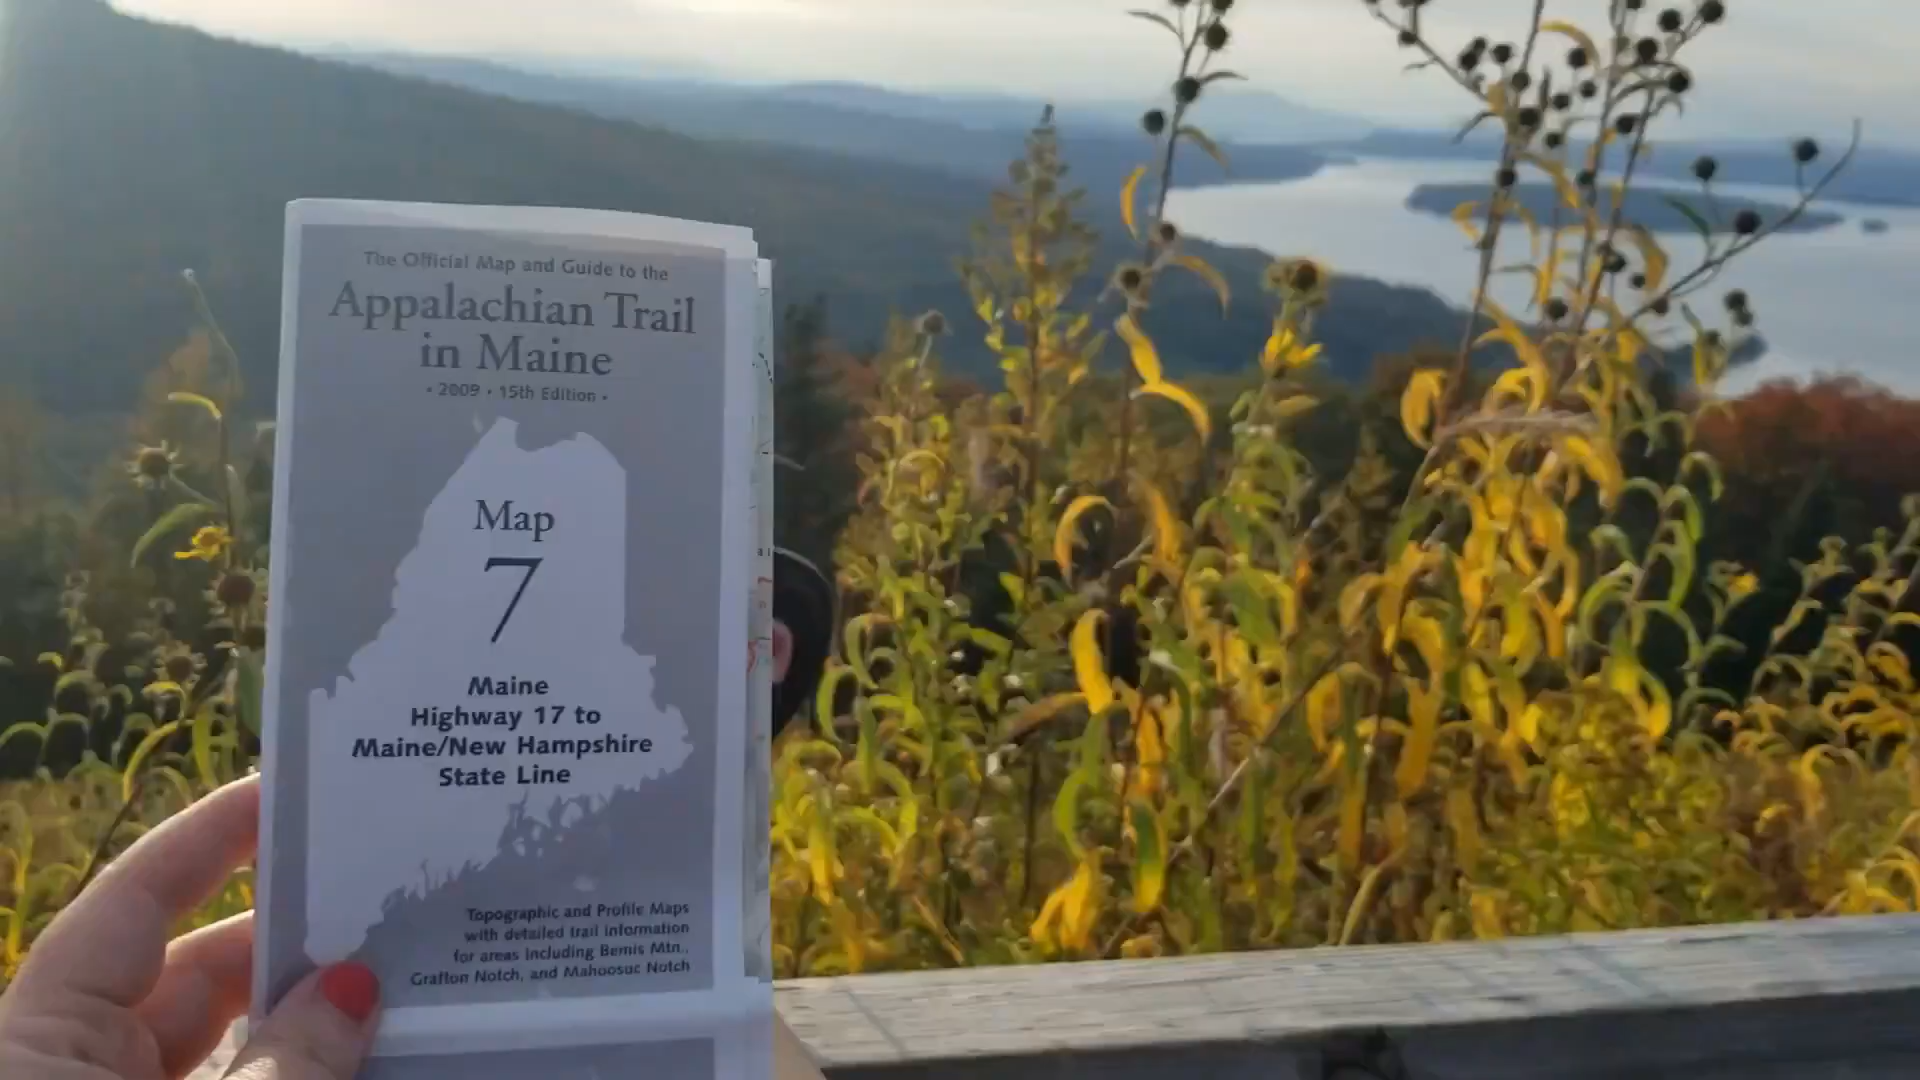 The Official Map and Guide to the
Appalachian Trail
in Maine
• 2009 • 15th Edition •
Map
7
Maine
Highway 17 to
Maine/New Hampshire
State Line
Topographic and Profile Maps
with detailed trail information
for areas including Bemis Mtn.,
Grafton Notch, and Mahoosuc Notch